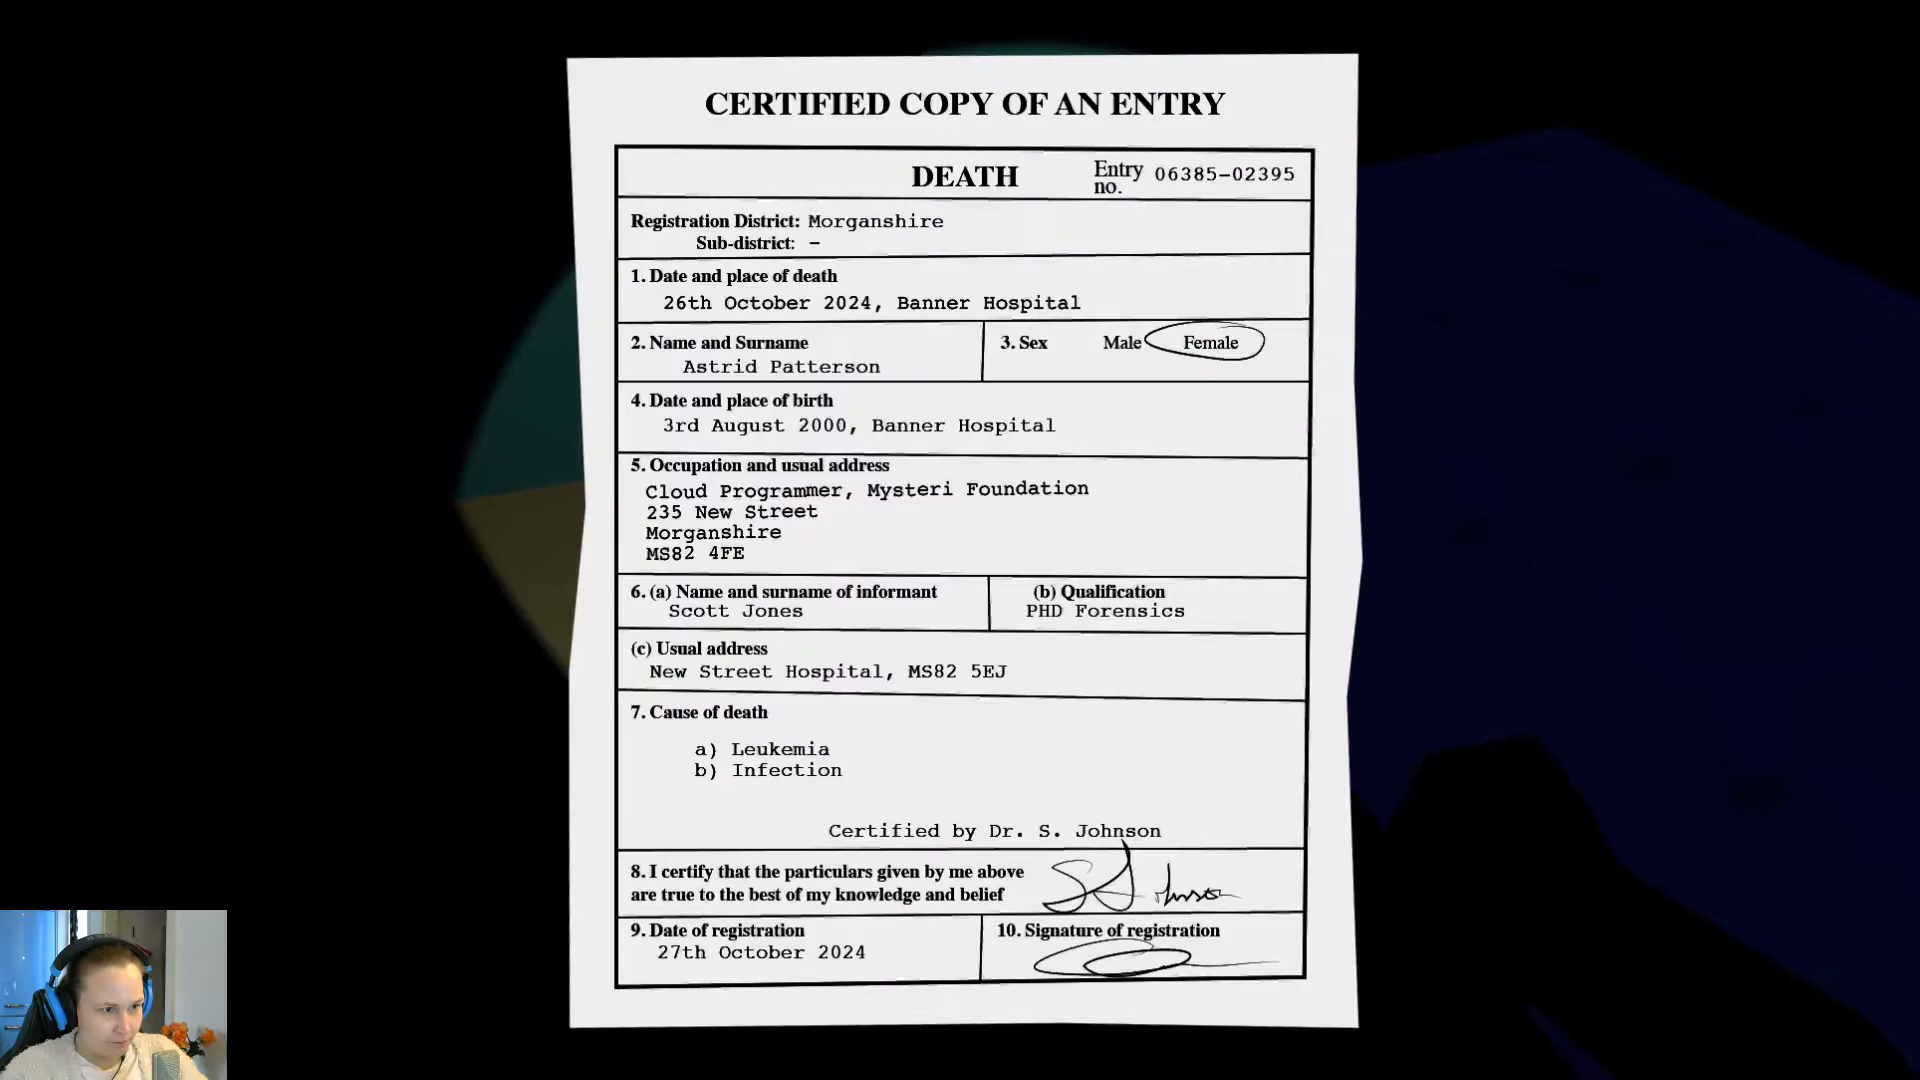 CERTIFIED COPY OF AN ENTRY
DEATH
Entry no. 06385-02395
Registration District: Morganshire
Sub-district: –
1. Date and place of death
26th October 2024, Banner Hospital
2. Name and Surname
Astrid Patterson
3. Sex Male Female
4. Date and place of birth
3rd August 2000, Banner Hospital
5. Occupation and usual address
Cloud Programmer, Mysteri Foundation
235 New Street
Morganshire
MS82 4FE
6. (a) Name and surname of informant
Scott Jones
(b) Qualification
PHD Forensics
(c) Usual address
New Street Hospital, MS82 5EJ
7. Cause of death
a) Leukemia
b) Infection
Certified by Dr. S. Johnson
8. I certify that the particulars given by me above
are true to the best of my knowledge and belief
S Johnson
9. Date of registration
27th October 2024
10. Signature of registration